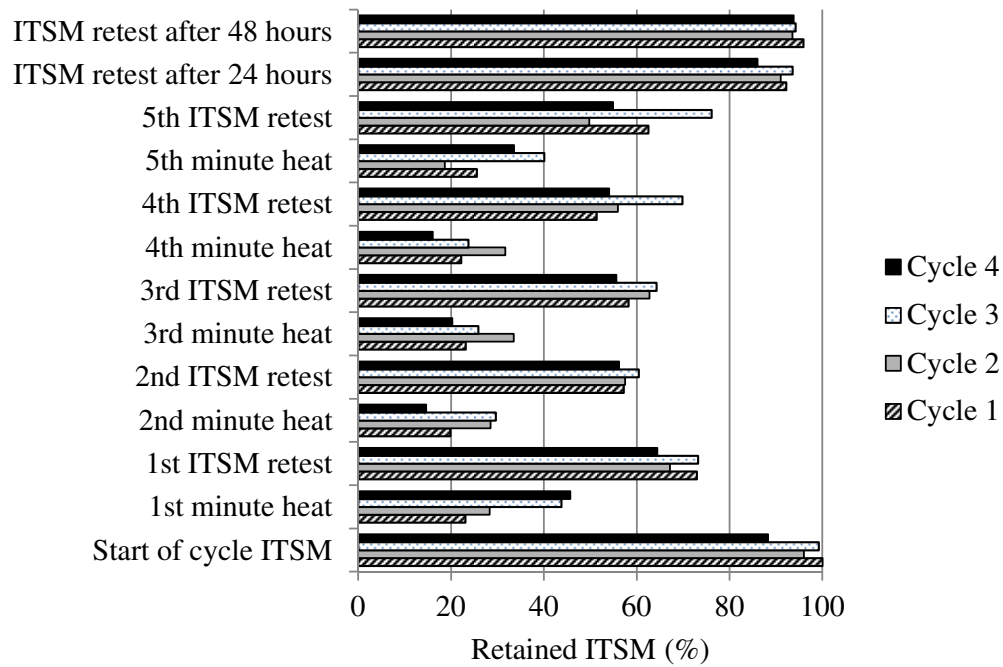 ITSM retest after 48 hours
ITSM retest after 24 hours
5th ITSM retest
5th minute heat
4th ITSM retest
4th minute heat
3rd ITSM retest
3rd minute heat
2nd ITSM retest
2nd minute heat
1st ITSM retest
1st minute heat
Start of cycle ITSM
0 20 40 60 80 100
Retained ITSM (%)
Cycle 4
Cycle 3
Cycle 2
Cycle 1